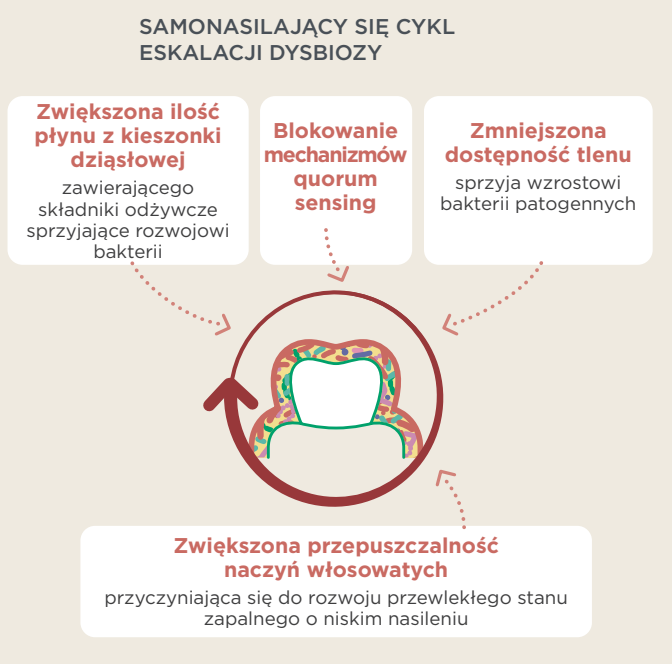 SAMONASILAJĄCY SIĘ CYKL
ESKALACJI DYSBIOZY
Zwiększona ilość
płynu z kieszonki
dziąsłowej
zawierającego
składniki odżywcze
sprzyjające rozwojowi
bakterii
Blokowanie
mechanizmów
quorum
sensing
Zmniejszona
dostępność tlenu
sprzyja wzrostowi
bakterii patogennych
Zwiększona przepuszczalność
naczyń włosowatych
przyczyniająca się do rozwoju przewlekłego stanu
zapalnego o niskim nasileniu